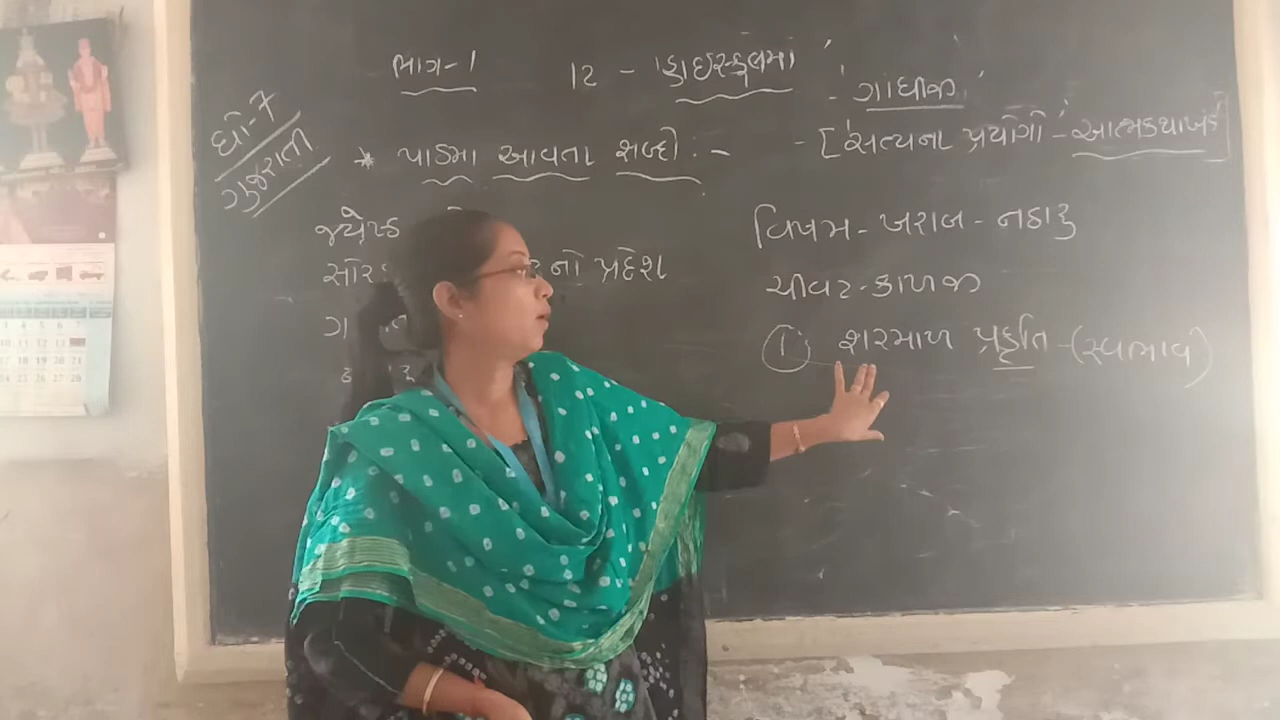 ધો-7
ગુજરાતી
ભાગ-1 12 - 'હાઇસ્કૂલમાં'
- 'ગાંધીજી'
* પાઠમાં આવતા શબ્દો :-
- ['સત્યના પ્રયોગો' - આત્મકથાખંડ]
જ્યેષ્ઠ
નો પ્રદેશ
વિષમ - ખરાબ - નઠારું
ચીવટ - કાળજી
① શરમાળ પ્રકૃતિ - (સ્વભાવ)